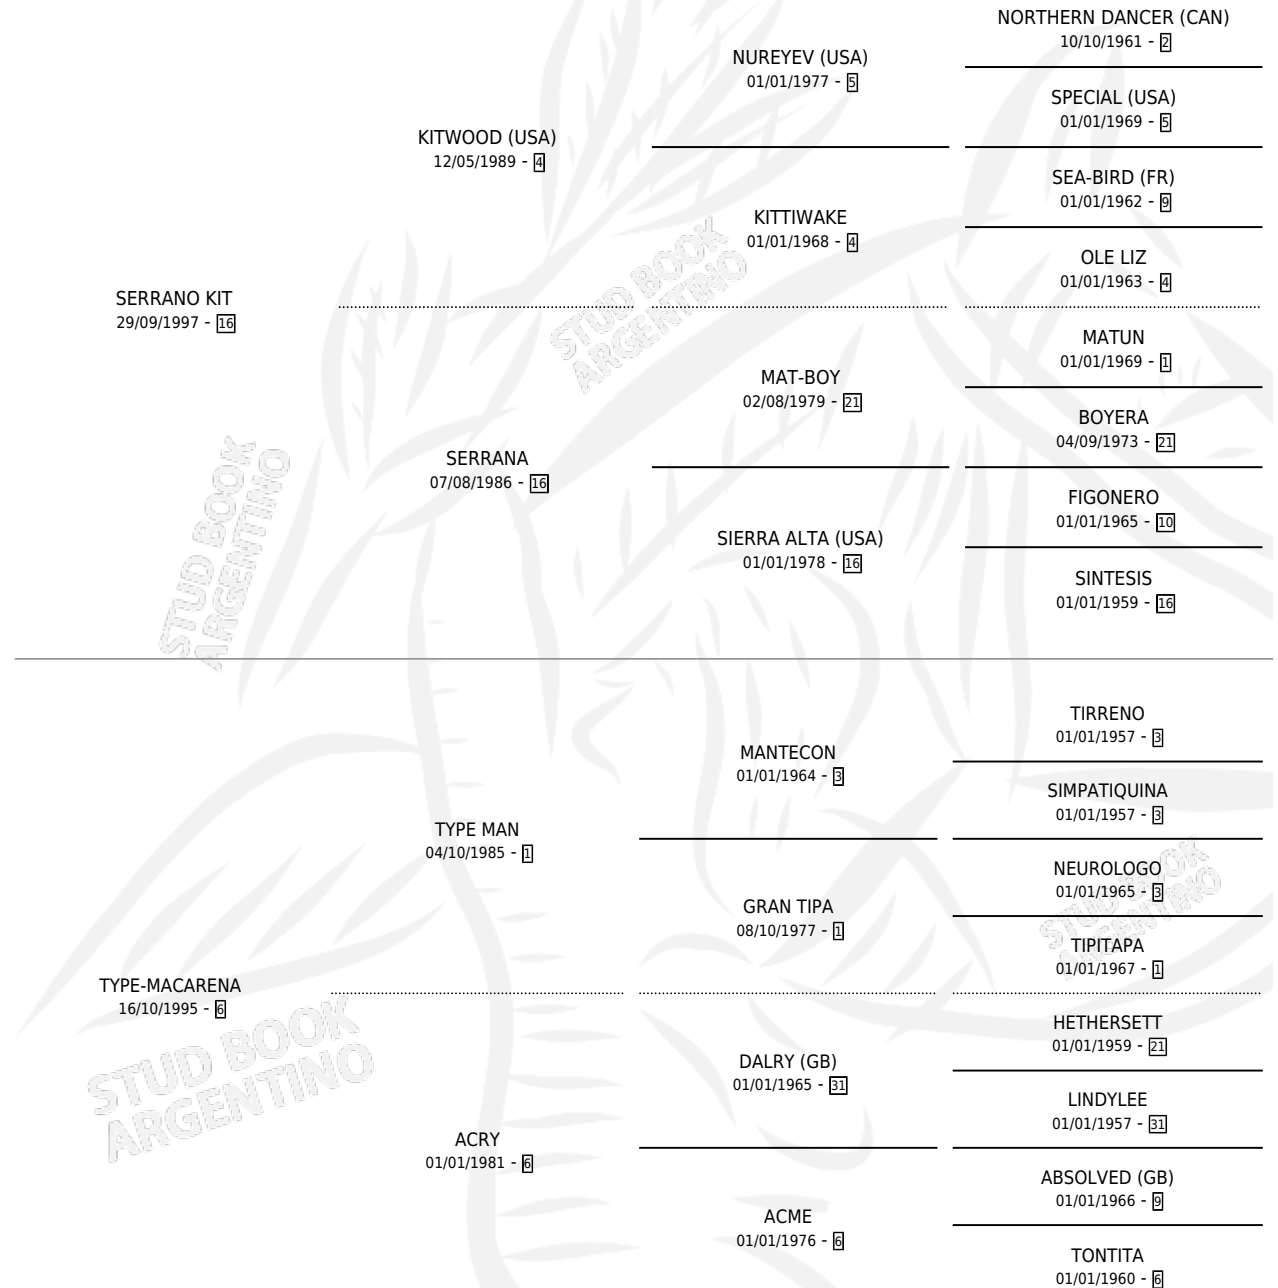 NORTHERN DANCER (CAN)
10/10/1961 - 2
NUREYEV (USA)
01/01/1977 - 5
SPECIAL (USA)
01/01/1969 - 5
KITWOOD (USA)
12/05/1989 - 4
SEA-BIRD (FR)
01/01/1962 - 9
KITTIWAKE
01/01/1968 - 4
OLE LIZ
01/01/1963 - 4
SERRANO KIT
29/09/1997 - 16
STUD BOOK
ARGENTINO
MATUN
01/01/1969 - 1
MAT-BOY
02/08/1979 - 21
BOYERA
04/09/1973 - 21
SERRANA
07/08/1986 - 16
FIGONERO
01/01/1965 - 10
SIERRA ALTA (USA)
01/01/1978 - 16
SINTESIS
01/01/1959 - 16
STUD BOOK
ARGENTINO
TIRRENO
01/01/1957 - 3
MANTECON
01/01/1964 - 3
SIMPATIQUINA
01/01/1957 - 3
TYPE MAN
04/10/1985 - 1
NEUROLOGO
01/01/1965 - 3
GRAN TIPA
08/10/1977 - 1
STUD BOOK
ARGENTINO
TIPITAPA
01/01/1967 - 1
TYPE-MACARENA
16/10/1995 - 6
HETHERSETT
01/01/1959 - 21
DALRY (GB)
01/01/1965 - 31
STUD BOOK
ARGENTINO
LINDYLEE
01/01/1957 - 31
ACRY
01/01/1981 - 6
ABSOLVED (GB)
01/01/1966 - 9
ACME
01/01/1976 - 6
TONTITA
01/01/1960 - 6